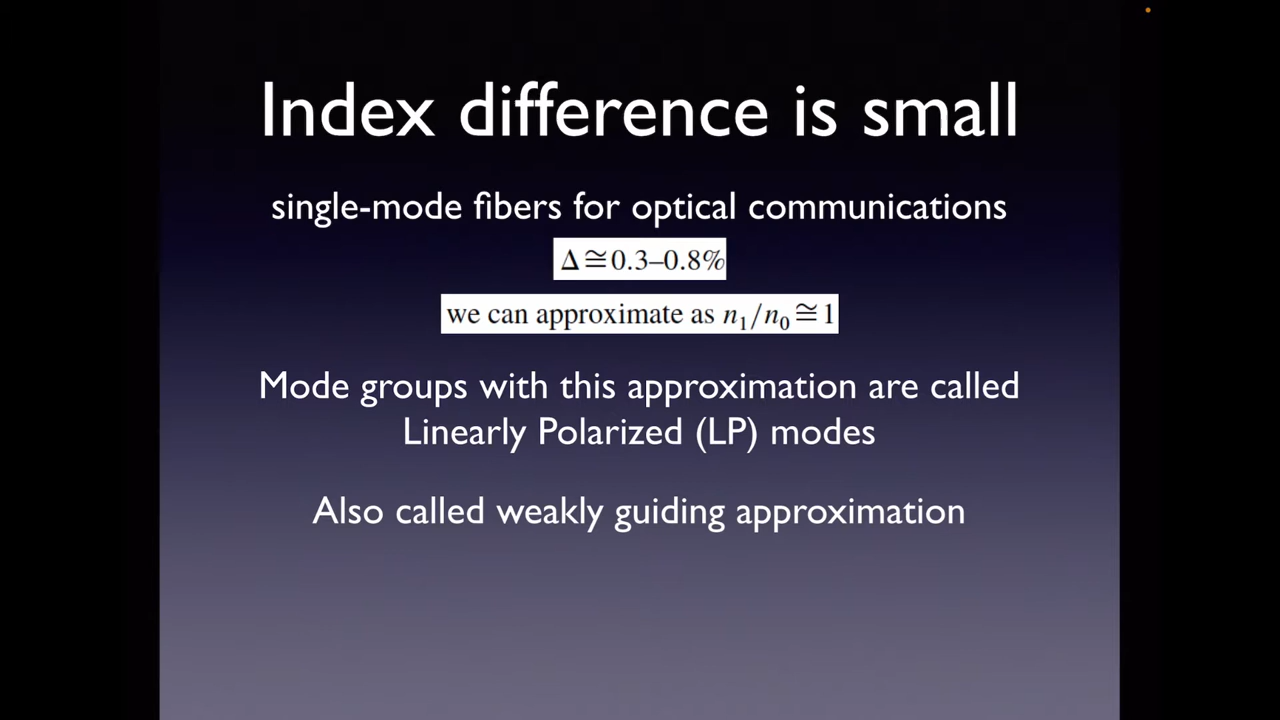 Index difference is small
single-mode fibers for optical communications
Δ≅0.3–0.8%
we can approximate as n₁/n₀≅1
Mode groups with this approximation are called
Linearly Polarized (LP) modes
Also called weakly guiding approximation